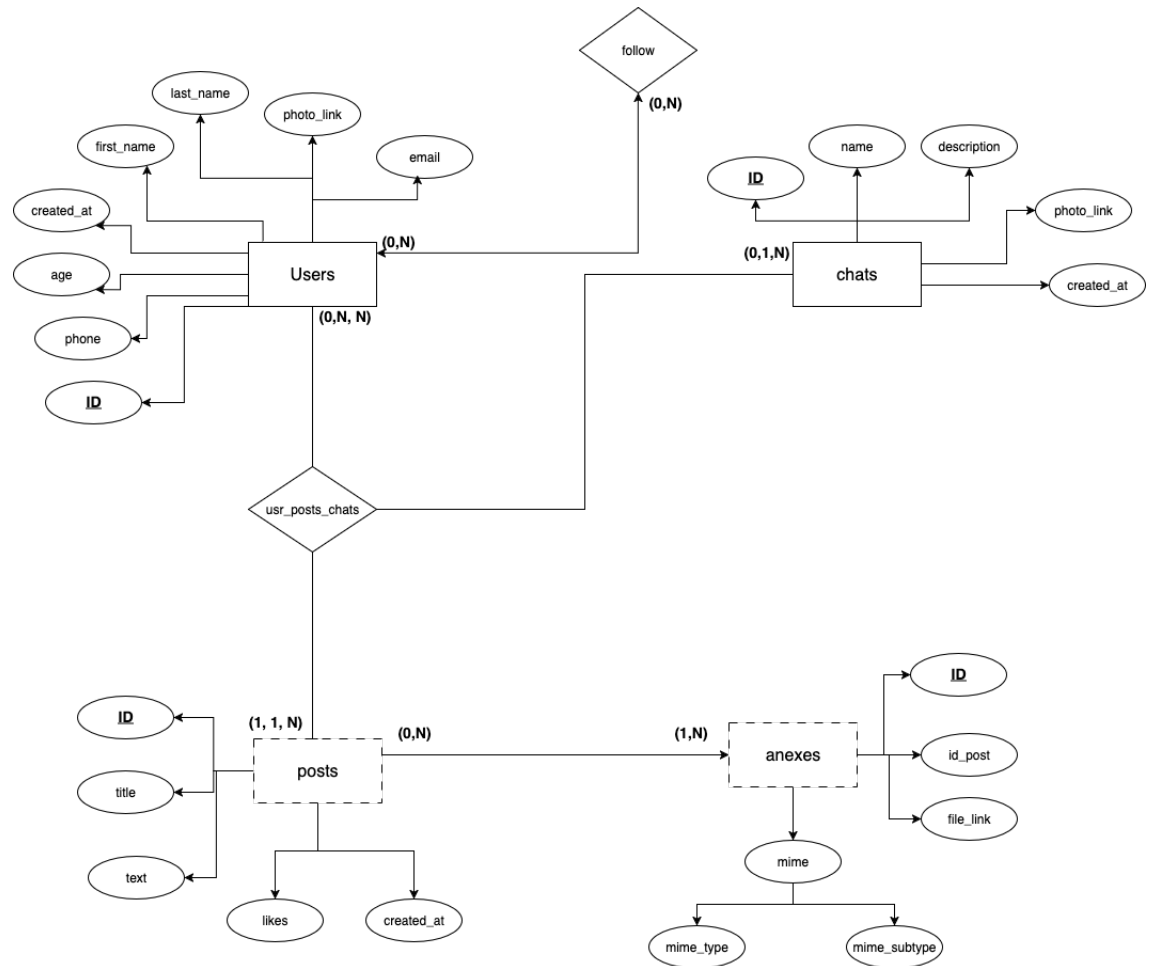 follow
last_name
photo_link
(0,N)
first_name
email
name
description
ID
created_at
photo_link
(0,N)
(0,1,N)
age
Users
chats
created_at
(0,N, N)
phone
ID
usr_posts_chats
ID
ID
(1, 1, N)
(0,N)
(1,N)
posts
anexes
id_post
title
file_link
mime
text
likes
created_at
mime_type
mime_subtype